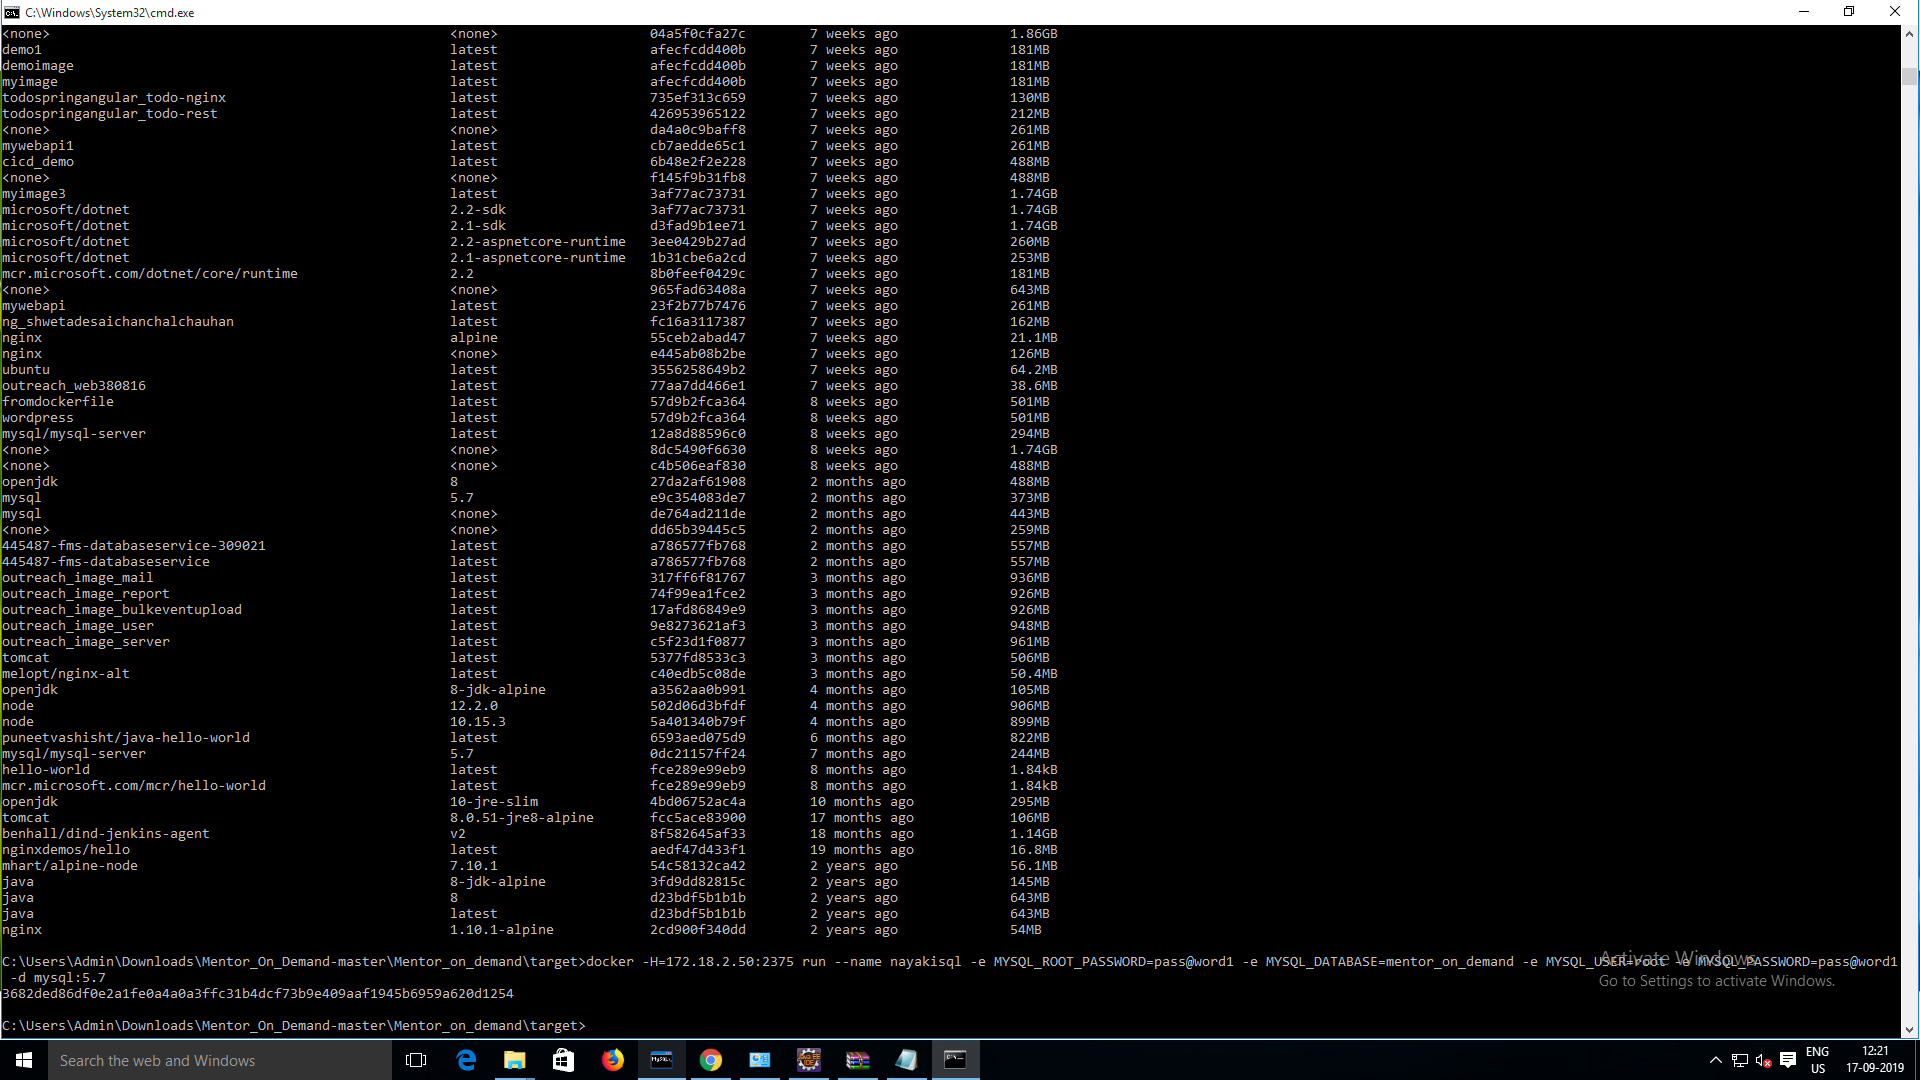 C:\Windows\System32\cmd.exe
<none> <none> 04a5f0cfa27c 7 weeks ago 1.86GB
demo1 latest afecfcdd400b 7 weeks ago 181MB
demoimage latest afecfcdd400b 7 weeks ago 181MB
myimage latest afecfcdd400b 7 weeks ago 181MB
todospringangular_todo-nginx latest 735ef313c659 7 weeks ago 130MB
todospringangular_todo-rest latest 426953965122 7 weeks ago 212MB
<none> <none> da4a0c9baff8 7 weeks ago 261MB
mywebapi1 latest cb7aedde65c1 7 weeks ago 261MB
cicd_demo latest 6b48e2f2e228 7 weeks ago 488MB
<none> <none> f145f9b31fb8 7 weeks ago 488MB
myimage3 latest 3af77ac73731 7 weeks ago 1.74GB
microsoft/dotnet 2.2-sdk 3af77ac73731 7 weeks ago 1.74GB
microsoft/dotnet 2.1-sdk d3fad9b1ee71 7 weeks ago 1.74GB
microsoft/dotnet 2.2-aspnetcore-runtime 3ee0429b27ad 7 weeks ago 260MB
microsoft/dotnet 2.1-aspnetcore-runtime 1b31cbe6a2cd 7 weeks ago 253MB
mcr.microsoft.com/dotnet/core/runtime 2.2 8b0feef0429c 7 weeks ago 181MB
<none> <none> 965fad63408a 7 weeks ago 643MB
mywebapi latest 23f2b77b7476 7 weeks ago 261MB
ng_shwetadesaichanchalchauhan latest fc16a3117387 7 weeks ago 162MB
nginx alpine 55ceb2abad47 7 weeks ago 21.1MB
nginx <none> e445ab08b2be 7 weeks ago 126MB
ubuntu latest 3556258649b2 7 weeks ago 64.2MB
outreach_web380816 latest 77aa7dd466e1 7 weeks ago 38.6MB
fromdockerfile latest 57d9b2fca364 8 weeks ago 501MB
wordpress latest 57d9b2fca364 8 weeks ago 501MB
mysql/mysql-server latest 12a8d88596c0 8 weeks ago 294MB
<none> <none> 8dc5490f6630 8 weeks ago 1.74GB
<none> <none> c4b506eaf830 8 weeks ago 488MB
openjdk 8 27da2af61908 2 months ago 488MB
mysql 5.7 e9c354083de7 2 months ago 373MB
mysql <none> de764ad211de 2 months ago 443MB
<none> <none> dd65b39445c5 2 months ago 259MB
445487-fms-databaseservice-309021 latest a786577fb768 2 months ago 557MB
445487-fms-databaseservice latest a786577fb768 2 months ago 557MB
outreach_image_mail latest 317ff6f81767 3 months ago 936MB
outreach_image_report latest 74f99ea1fce2 3 months ago 926MB
outreach_image_bulkeventupload latest 17afd86849e9 3 months ago 926MB
outreach_image_user latest 9e8273621af3 3 months ago 948MB
outreach_image_server latest c5f23d1f0877 3 months ago 961MB
tomcat latest 5377fd8533c3 3 months ago 506MB
melopt/nginx-alt latest c40edb5c08de 3 months ago 50.4MB
openjdk 8-jdk-alpine a3562aa0b991 4 months ago 105MB
node 12.2.0 502d06d3bfdf 4 months ago 906MB
node 10.15.3 5a401340b79f 4 months ago 899MB
puneetvashisht/java-hello-world latest 6593aed075d9 6 months ago 822MB
mysql/mysql-server 5.7 0dc21157ff24 7 months ago 244MB
hello-world latest fce289e99eb9 8 months ago 1.84kB
mcr.microsoft.com/mcr/hello-world latest fce289e99eb9 8 months ago 1.84kB
openjdk 10-jre-slim 4bd06752ac4a 10 months ago 295MB
tomcat 8.0.51-jre8-alpine fcc5ace83900 17 months ago 106MB
benhall/dind-jenkins-agent v2 8f582645af33 18 months ago 1.14GB
nginxdemos/hello latest aedf47d433f1 19 months ago 16.8MB
mhart/alpine-node 7.10.1 54c58132ca42 2 years ago 56.1MB
java 8-jdk-alpine 3fd9dd82815c 2 years ago 145MB
java 8 d23bdf5b1b1b 2 years ago 643MB
java latest d23bdf5b1b1b 2 years ago 643MB
nginx 1.10.1-alpine 2cd900f340dd 2 years ago 54MB
C:\Users\Admin\Downloads\Mentor_On_Demand-master\Mentor_on_demand\target>docker -H=172.18.2.50:2375 run --name nayakisql -e MYSQL_ROOT_PASSWORD=pass@word1 -e MYSQL_DATABASE=mentor_on_demand -e MYSQL_USER=root -e MYSQL_PASSWORD=pass@word1
-d mysql:5.7
3682ded86df0e2a1fe0a4a0a3ffc31b4dcf73b9e409aaf1945b6959a620d1254
C:\Users\Admin\Downloads\Mentor_On_Demand-master\Mentor_on_demand\target>
Activate Windows
Go to Settings to activate Windows.
Search the web and Windows
ENG
US
12:21
17-09-2019